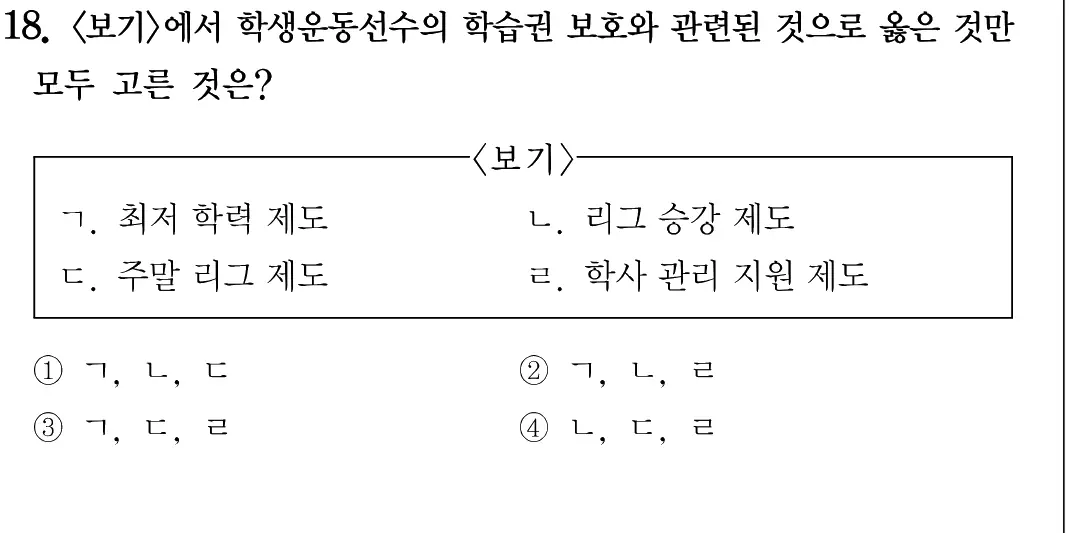 18. 〈보기〉에서 학생운동선수의 학습권 보호와 관련된 것으로 옳은 것만
모두 고른 것은?
〈보기〉
ㄱ. 최저 학력 제도 ㄴ. 리그 승강 제도
ㄷ. 주말 리그 제도 ㄹ. 학사 관리 지원 제도
① ㄱ, ㄴ, ㄷ ② ㄱ, ㄴ, ㄹ
③ ㄱ, ㄷ, ㄹ ④ ㄴ, ㄷ, ㄹ